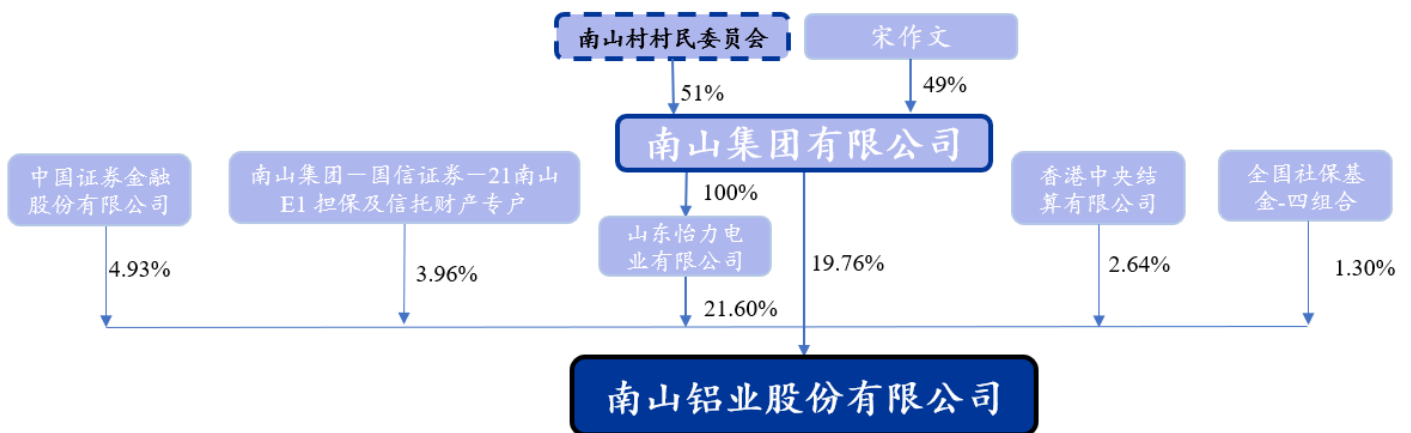 南山村村民委员会
宋作文
51%
49%
南山集团有限公司
中国证券金融
股份有限公司
南山集团－国信证券－21南山
E1 担保及信托财产专户
100%
山东怡力电
业有限公司
香港中央结
算有限公司
全国社保基
金-四组合
4.93%
3.96%
19.76%
2.64%
1.30%
21.60%
南山铝业股份有限公司